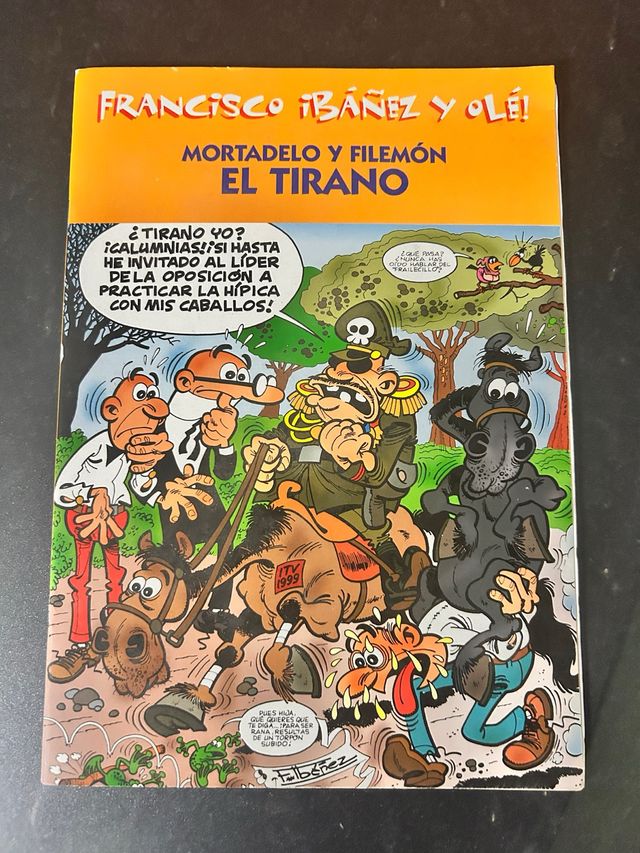 FRANCISCO IBÁÑEZ Y OLÉ!
MORTADELO Y FILEMÓN
EL TIRANO
¿TIRANO YO?
¡CALUMNIAS! ¡SI HASTA
HE INVITADO AL LÍDER
DE LA OPOSICIÓN A
PRACTICAR LA HÍPICA
CON MIS CABALLOS!
¿QUÉ PASA?
¿NUNCA HAS
OÍDO HABLAR DEL
"FRAILECILLO"?
ITV
1999
PUES HIJA,
QUÉ QUIERES QUE
TE DIGA... ¡PARA SER
RANA, RESULTAS
DE UN TORPÓN
SUBIDO!
F. Ibáñez